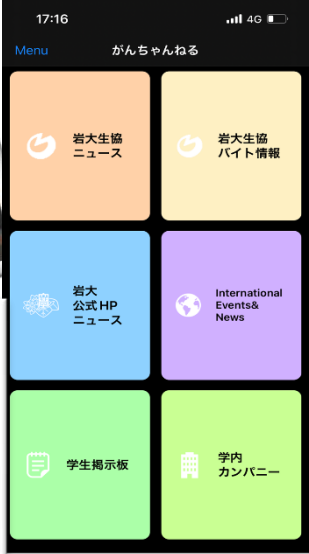 17:16
4G
Menu
がんちゃんねる
岩大生協
ニュース
岩大生協
バイト情報
岩大
公式HP
ニュース
International
Events&
News
学生掲示板
学内
カンパニー